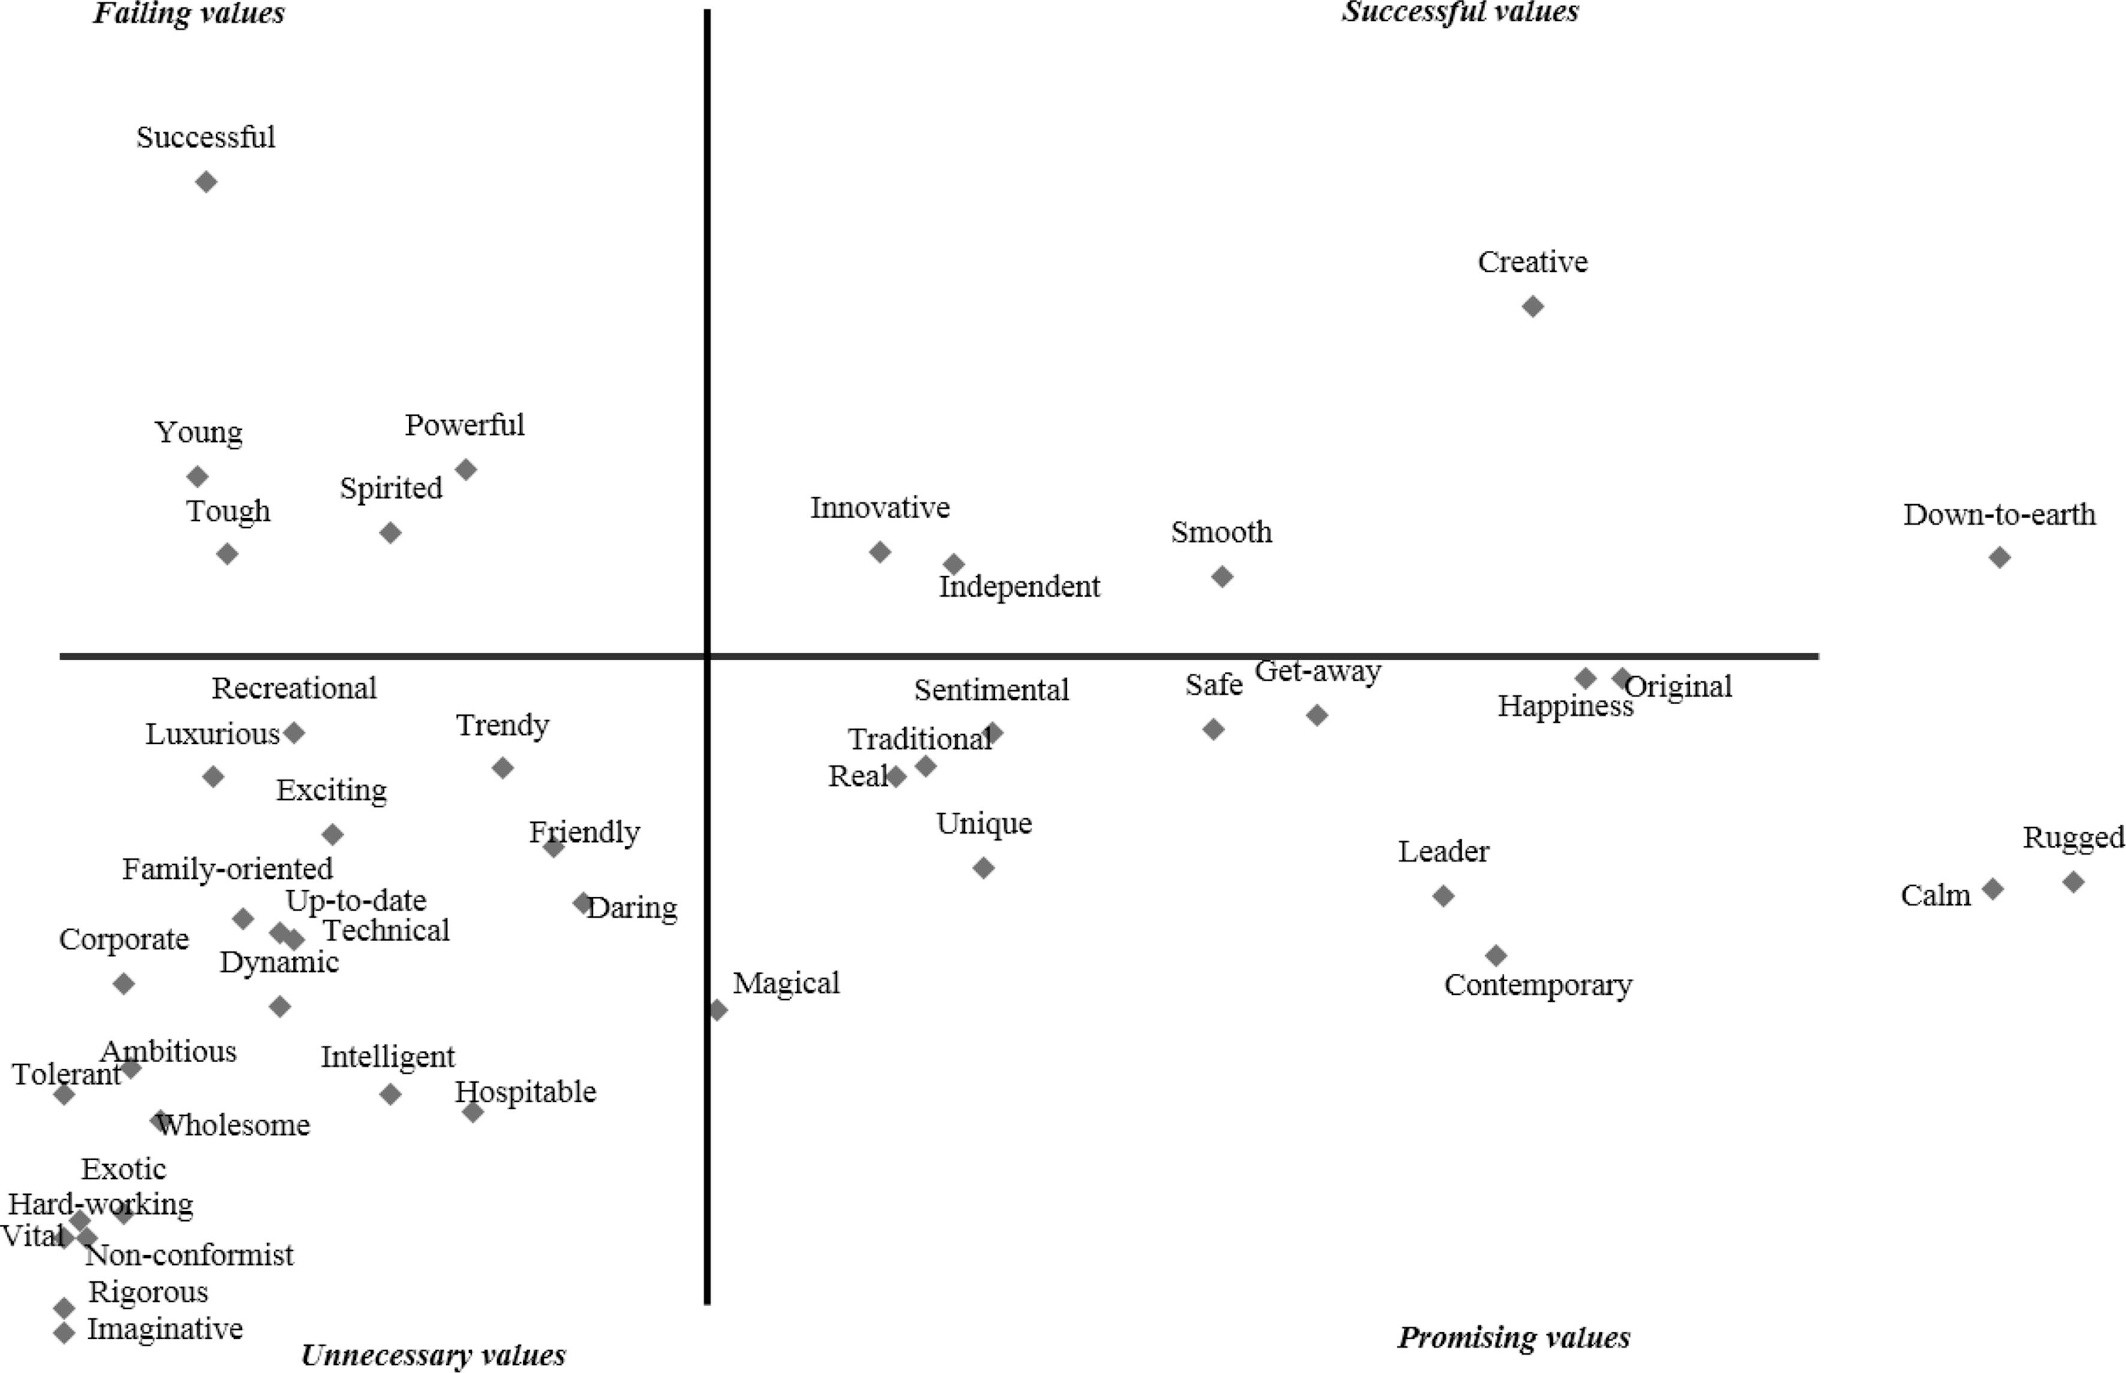 Failing values
Successful values
Successful
Creative
Young
Powerful
Spirited
Tough
Innovative
Independent
Smooth
Down-to-earth
Recreational
Luxurious
Trendy
Exciting
Friendly
Family-oriented
Up-to-date
Daring
Technical
Corporate
Dynamic
Ambitious
Tolerant
Intelligent
Hospitable
Wholesome
Exotic
Hard-working
Vital
Non-conformist
Rigorous
Imaginative
Unnecessary values
Sentimental
Safe
Get-away
Happiness
Original
Traditional
Real
Unique
Leader
Rugged
Calm
Magical
Contemporary
Promising values